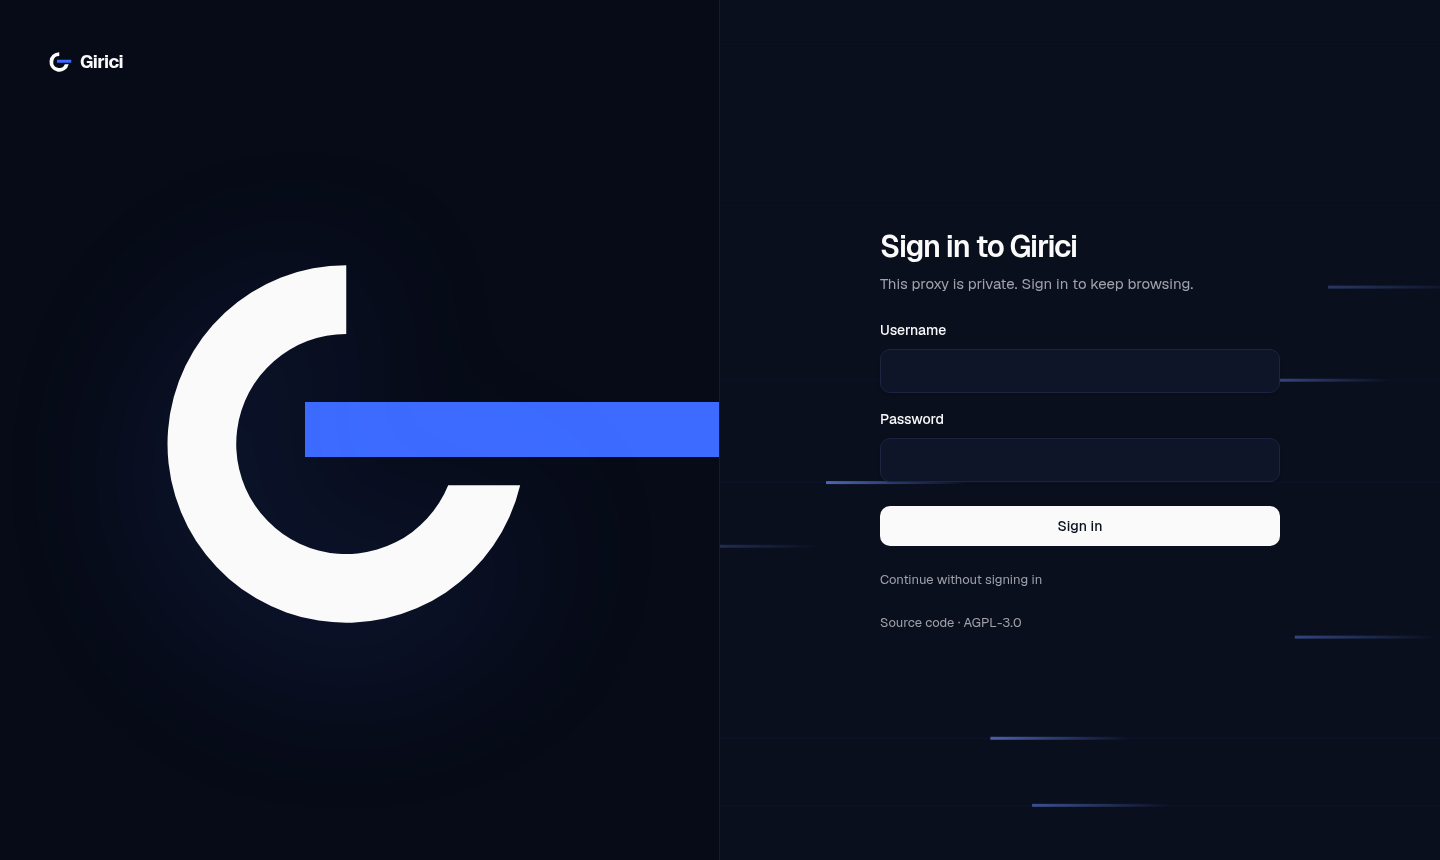 Girici
Sign in to Girici
This proxy is private. Sign in to keep browsing.
Username
Password
Sign in
Continue without signing in
Source code · AGPL-3.0